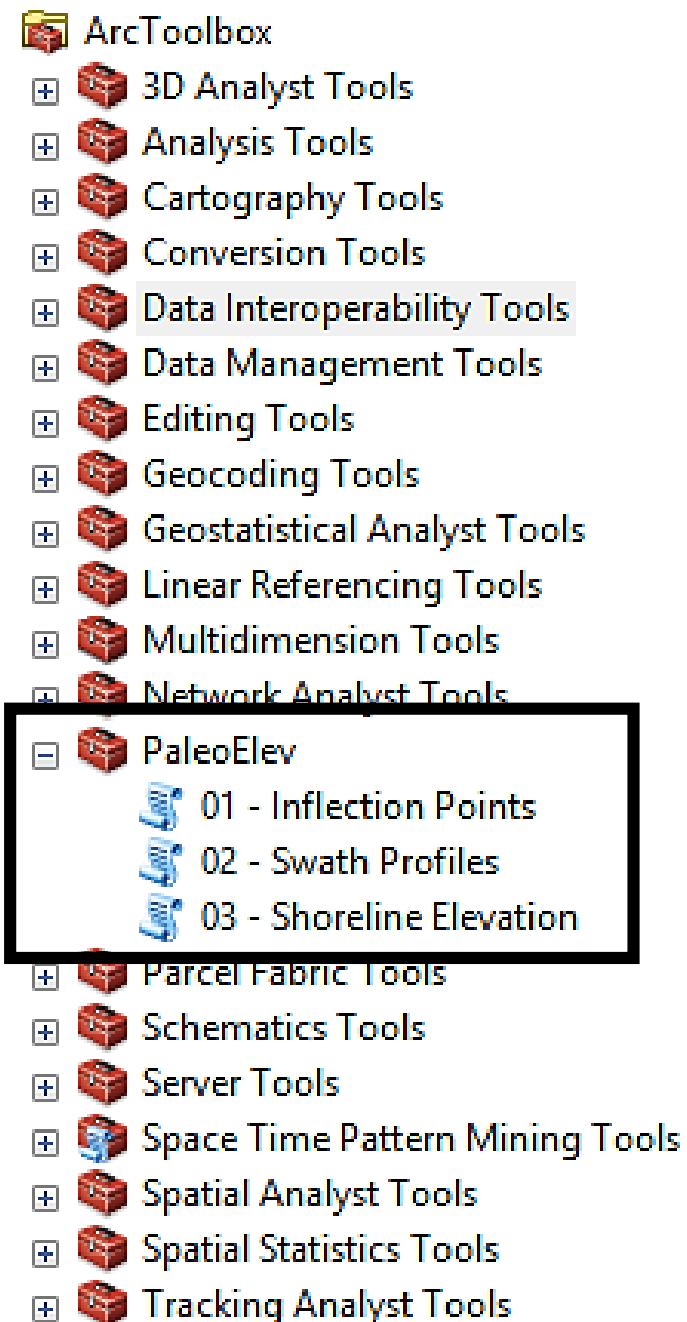 ArcToolbox
3D Analyst Tools
Analysis Tools
Cartography Tools
Conversion Tools
Data Interoperability Tools
Data Management Tools
Editing Tools
Geocoding Tools
Geostatistical Analyst Tools
Linear Referencing Tools
Multidimension Tools
Network Analyst Tools
PaleoElev
01 - Inflection Points
02 - Swath Profiles
03 - Shoreline Elevation
Parcel Fabric Tools
Schematics Tools
Server Tools
Space Time Pattern Mining Tools
Spatial Analyst Tools
Spatial Statistics Tools
Tracking Analyst Tools